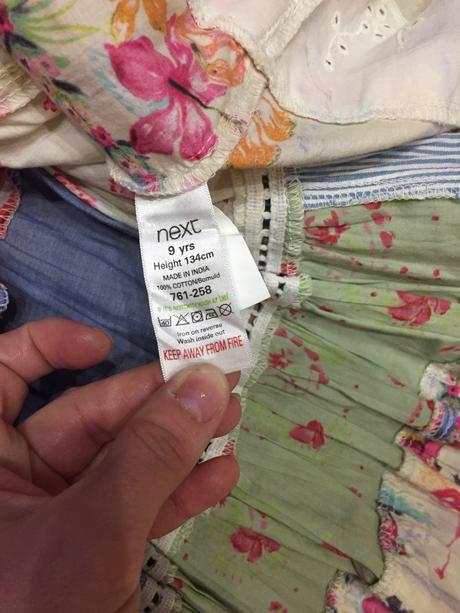 next
9 yrs
Height 134cm
MADE IN INDIA
100% COTTON/Bumuld
761-258
Iron on reverse
Wash inside out
KEEP AWAY FROM FIRE